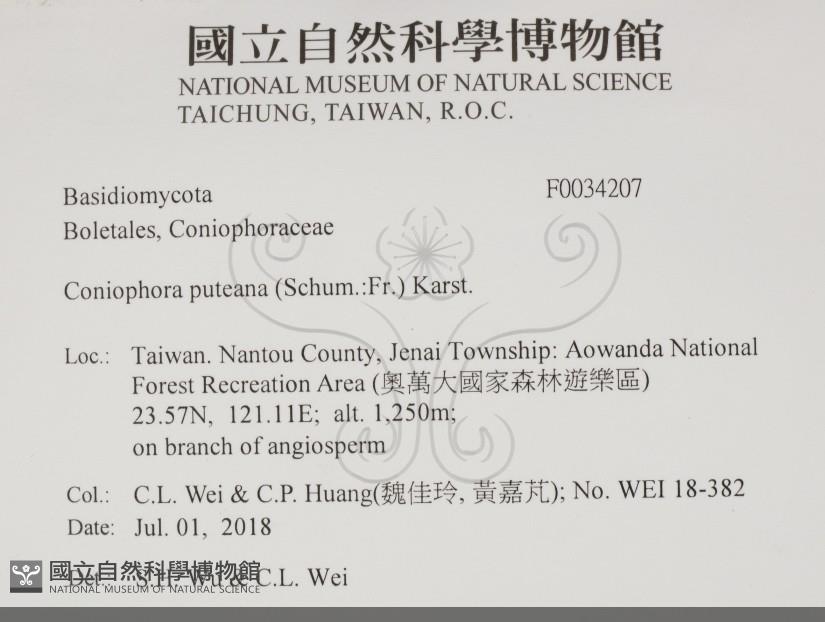 國立自然科學博物館
NATIONAL MUSEUM OF NATURAL SCIENCE
TAICHUNG, TAIWAN, R.O.C.
Basidiomycota F0034207
Boletales, Coniophoraceae
Coniophora puteana (Schum.:Fr.) Karst.
Loc.: Taiwan. Nantou County, Jenai Township: Aowanda National
Forest Recreation Area (奧萬大國家森林遊樂區)
23.57N, 121.11E; alt. 1,250m;
on branch of angiosperm
Col.: C.L. Wei & C.P. Huang(魏佳玲, 黃嘉芃); No. WEI 18-382
Date: Jul. 01, 2018
Det.: S.H. Wu & C.L. Wei
國立自然科學博物館
NATIONAL MUSEUM OF NATURAL SCIENCE